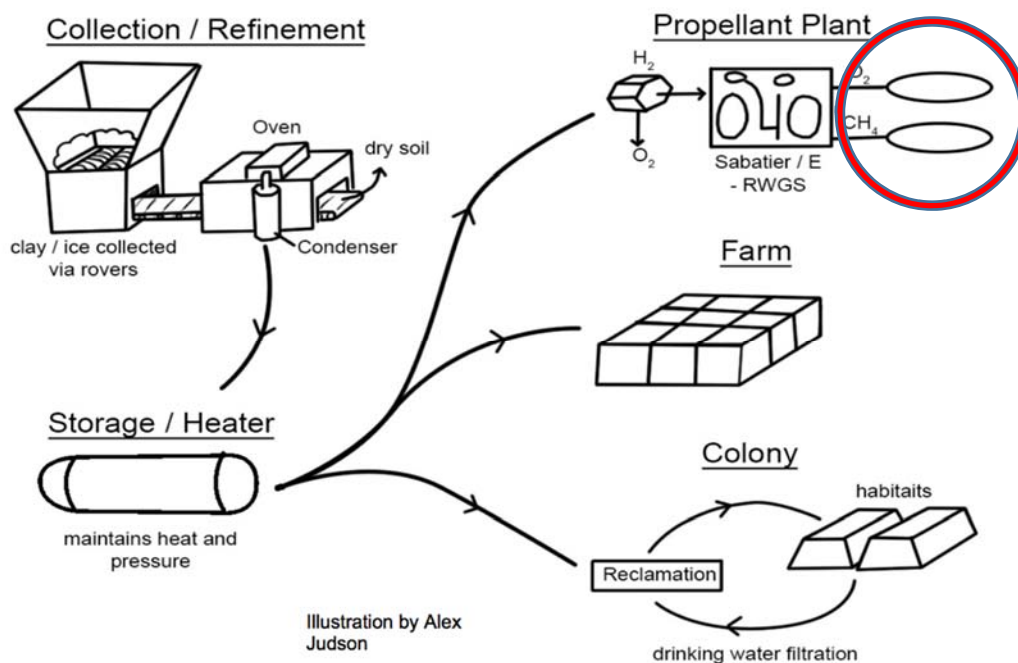 Collection / Refinement
Oven
dry soil
Condenser
clay / ice collected
via rovers
Storage / Heater
maintains heat and
pressure
Propellant Plant
H₂
O₂
O₂
CH₄
Sabatier / E
- RWGS
Farm
Colony
habitaits
Reclamation
drinking water filtration
Illustration by Alex
Judson